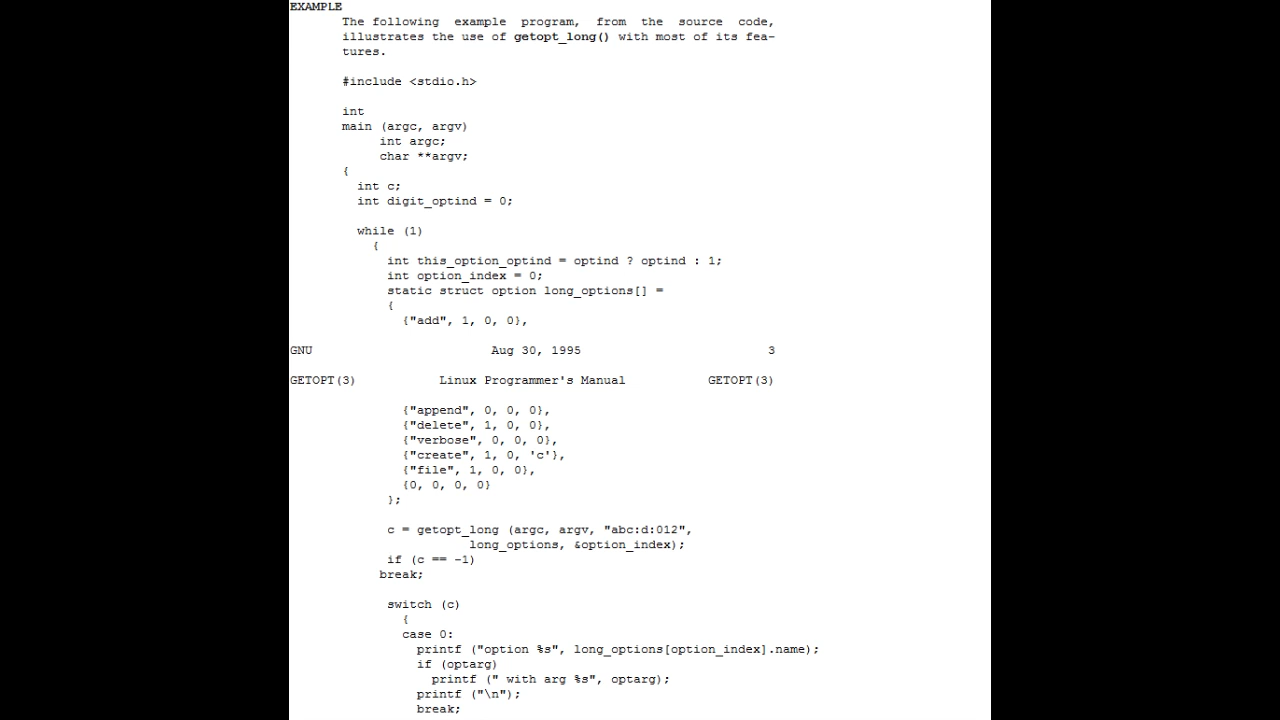 EXAMPLE
The following example program, from the source code,
illustrates the use of getopt_long() with most of its fea-
tures.
#include <stdio.h>
int
main (argc, argv)
int argc;
char **argv;
{
int c;
int digit_optind = 0;
while (1)
{
int this_option_optind = optind ? optind : 1;
int option_index = 0;
static struct option long_options[] =
{
{"add", 1, 0, 0},
GNU Aug 30, 1995 3
GETOPT(3) Linux Programmer's Manual GETOPT(3)
{"append", 0, 0, 0},
{"delete", 1, 0, 0},
{"verbose", 0, 0, 0},
{"create", 1, 0, 'c'},
{"file", 1, 0, 0},
{0, 0, 0, 0}
};
c = getopt_long (argc, argv, "abc:d:012",
long_options, &option_index);
if (c == -1)
break;
switch (c)
{
case 0:
printf ("option %s", long_options[option_index].name);
if (optarg)
printf (" with arg %s", optarg);
printf ("\n");
break;